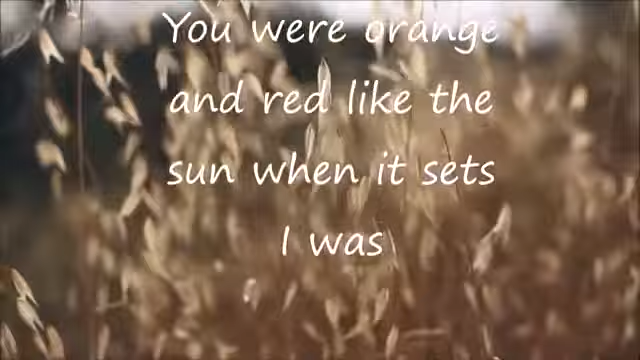 You were orange
and red like the
sun when it sets
I was